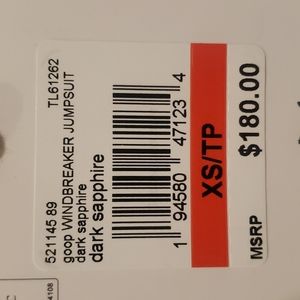 521145 89 TL61262
goop WINDBREAKER JUMPSUIT
dark sapphire
dark sapphire
1 94580 47123 4
XS/TP
MSRP $180.00
4108